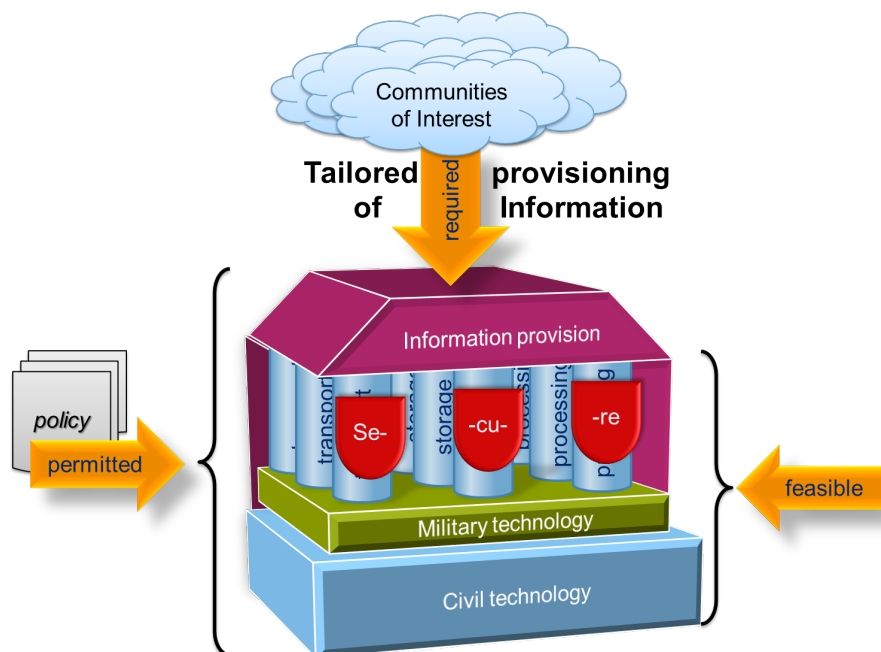 Communities
of Interest
Tailored provisioning
of Information
required
Information provision
policy
permitted
transport
storage
storage
processing
processing
Se-
-cu-
-re
feasible
Military technology
Civil technology